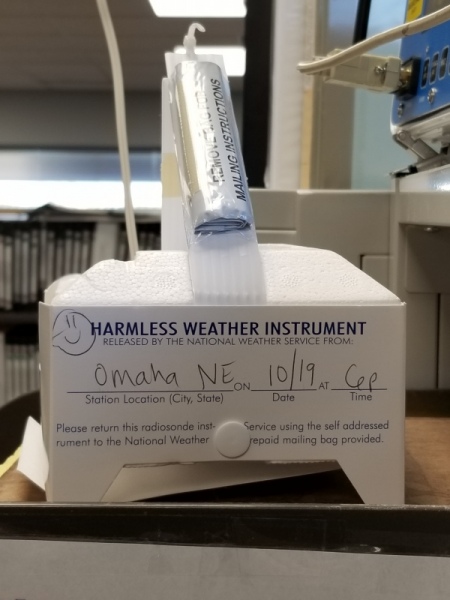 REMOVE
MAILING INSTRUCTIONS
HARMLESS WEATHER INSTRUMENT
RELEASED BY THE NATIONAL WEATHER SERVICE FROM:
Omaha NE ON 10/19 AT 6p
Station Location (City, State) Date Time
Please return this radiosonde inst- Service using the self addressed
rument to the National Weather repaid mailing bag provided.